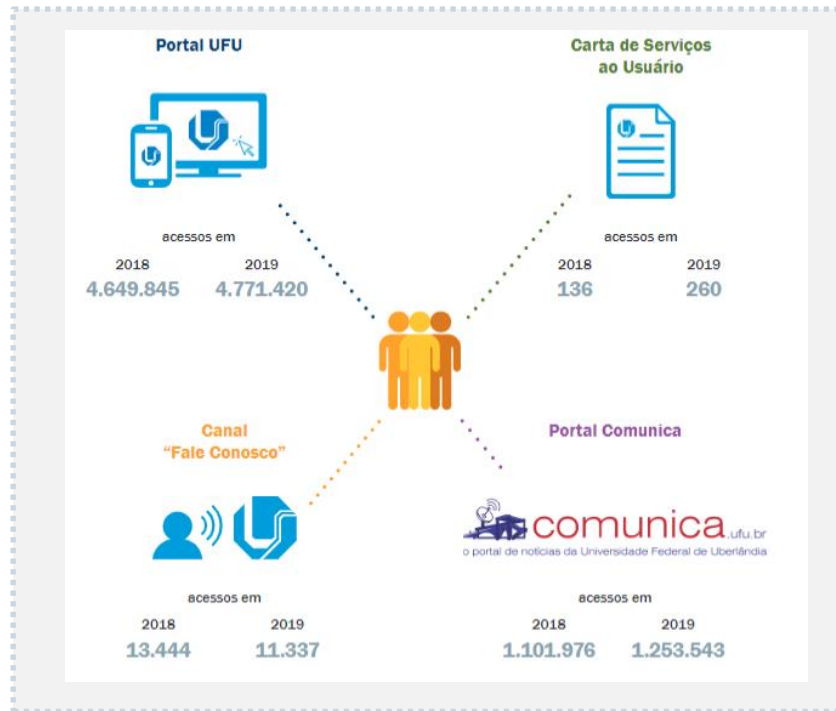 Portal UFU
acessos em
2018 2019
4.649.845 4.771.420
Carta de Serviços
ao Usuário
acessos em
2018 2019
136 260
Canal
“Fale Conosco”
acessos em
2018 2019
13.444 11.337
Portal Comunica
comunica.ufu.br
o portal de notícias da Universidade Federal de Uberlândia
acessos em
2018 2019
1.101.976 1.253.543